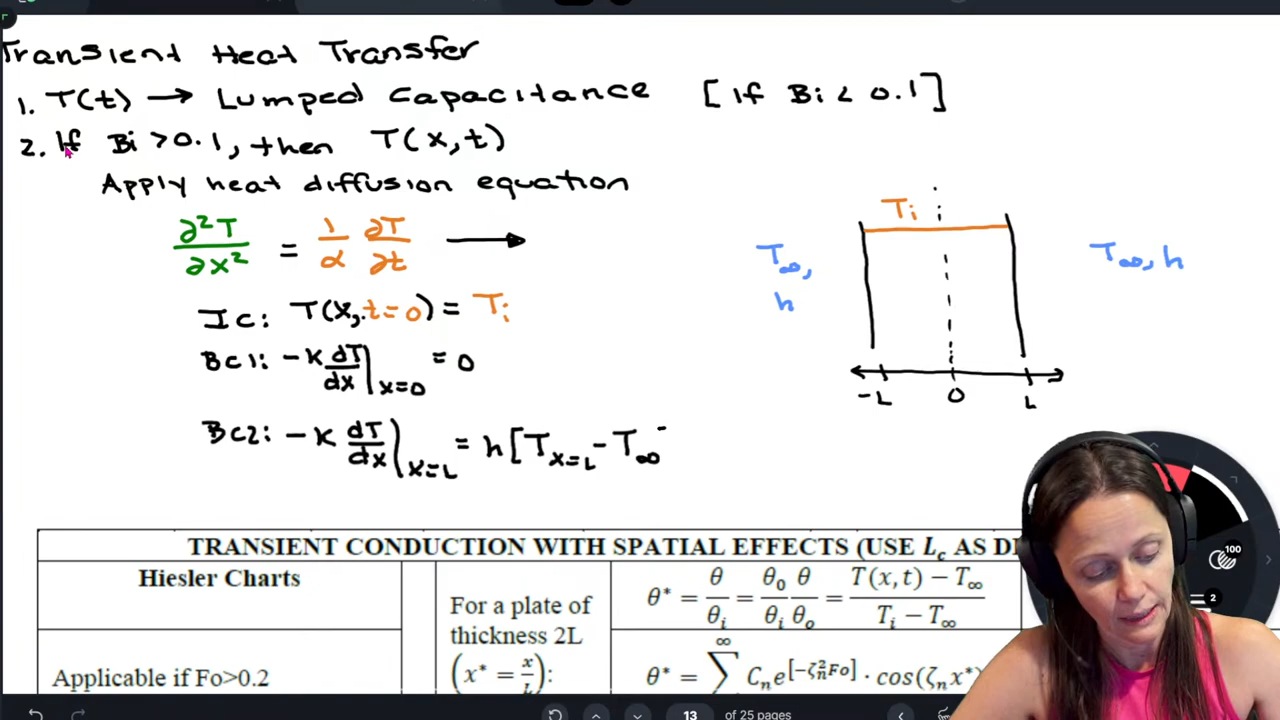 Transient Heat Transfer
1. T(t) → Lumped capacitance [if Bi < 0.1]
2. If Bi > 0.1, then T(x, t)
Apply heat diffusion equation
∂²T/∂x² = 1/α ∂T/∂t →
Ic: T(x, t=0) = Ti
Bc1: -k dT/dx |x=0 = 0
Bc2: -k dT/dx |x=L = h[Tx=L - T∞
Ti
T∞, h
T∞, h
-L 0 L
TRANSIENT CONDUCTION WITH SPATIAL EFFECTS (USE Lc AS
Hiesler Charts
Applicable if Fo>0.2
For a plate of
thickness 2L
(x* = x/L):
θ* = θ/θi = θ0/θi θ/θo = T(x, t) − T∞ / Ti − T∞
θ* = ∑∞ Cn e[−ζn²Fo] · cos(ζn x*)
100
2
13 of 25 pages